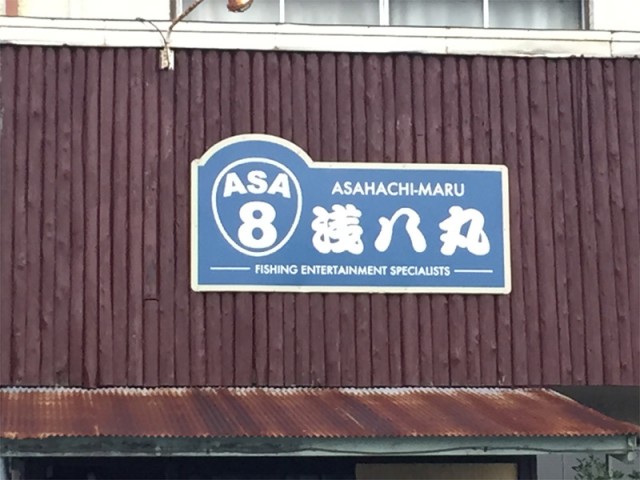 ASA
8
ASAHACHI-MARU
浅八丸
FISHING ENTERTAINMENT SPECIALISTS